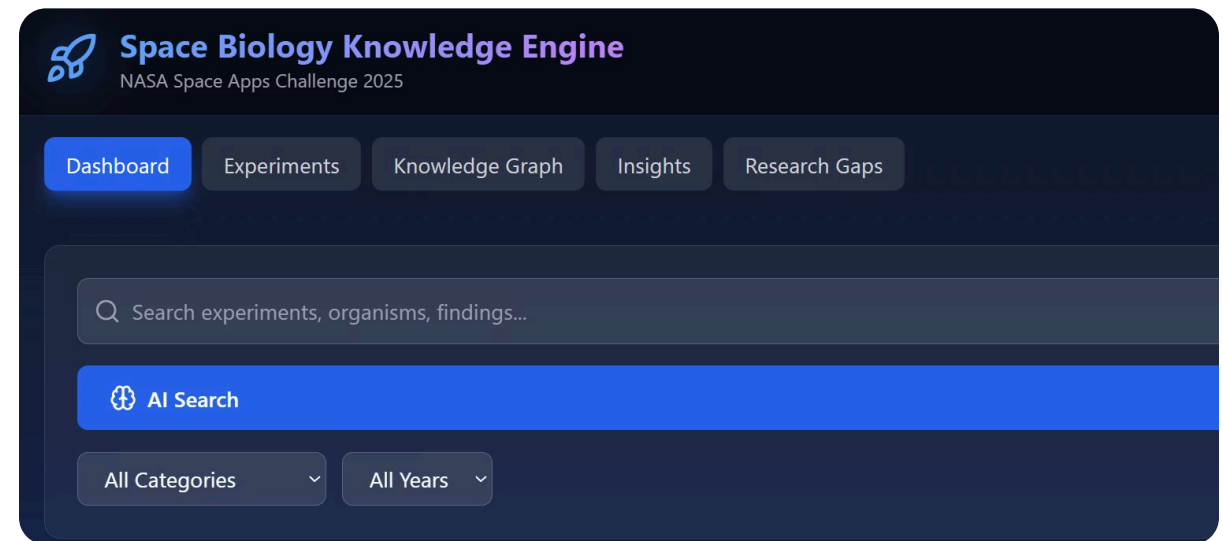 Space Biology Knowledge Engine
NASA Space Apps Challenge 2025
Dashboard Experiments Knowledge Graph Insights Research Gaps
Search experiments, organisms, findings...
AI Search
All Categories All Years